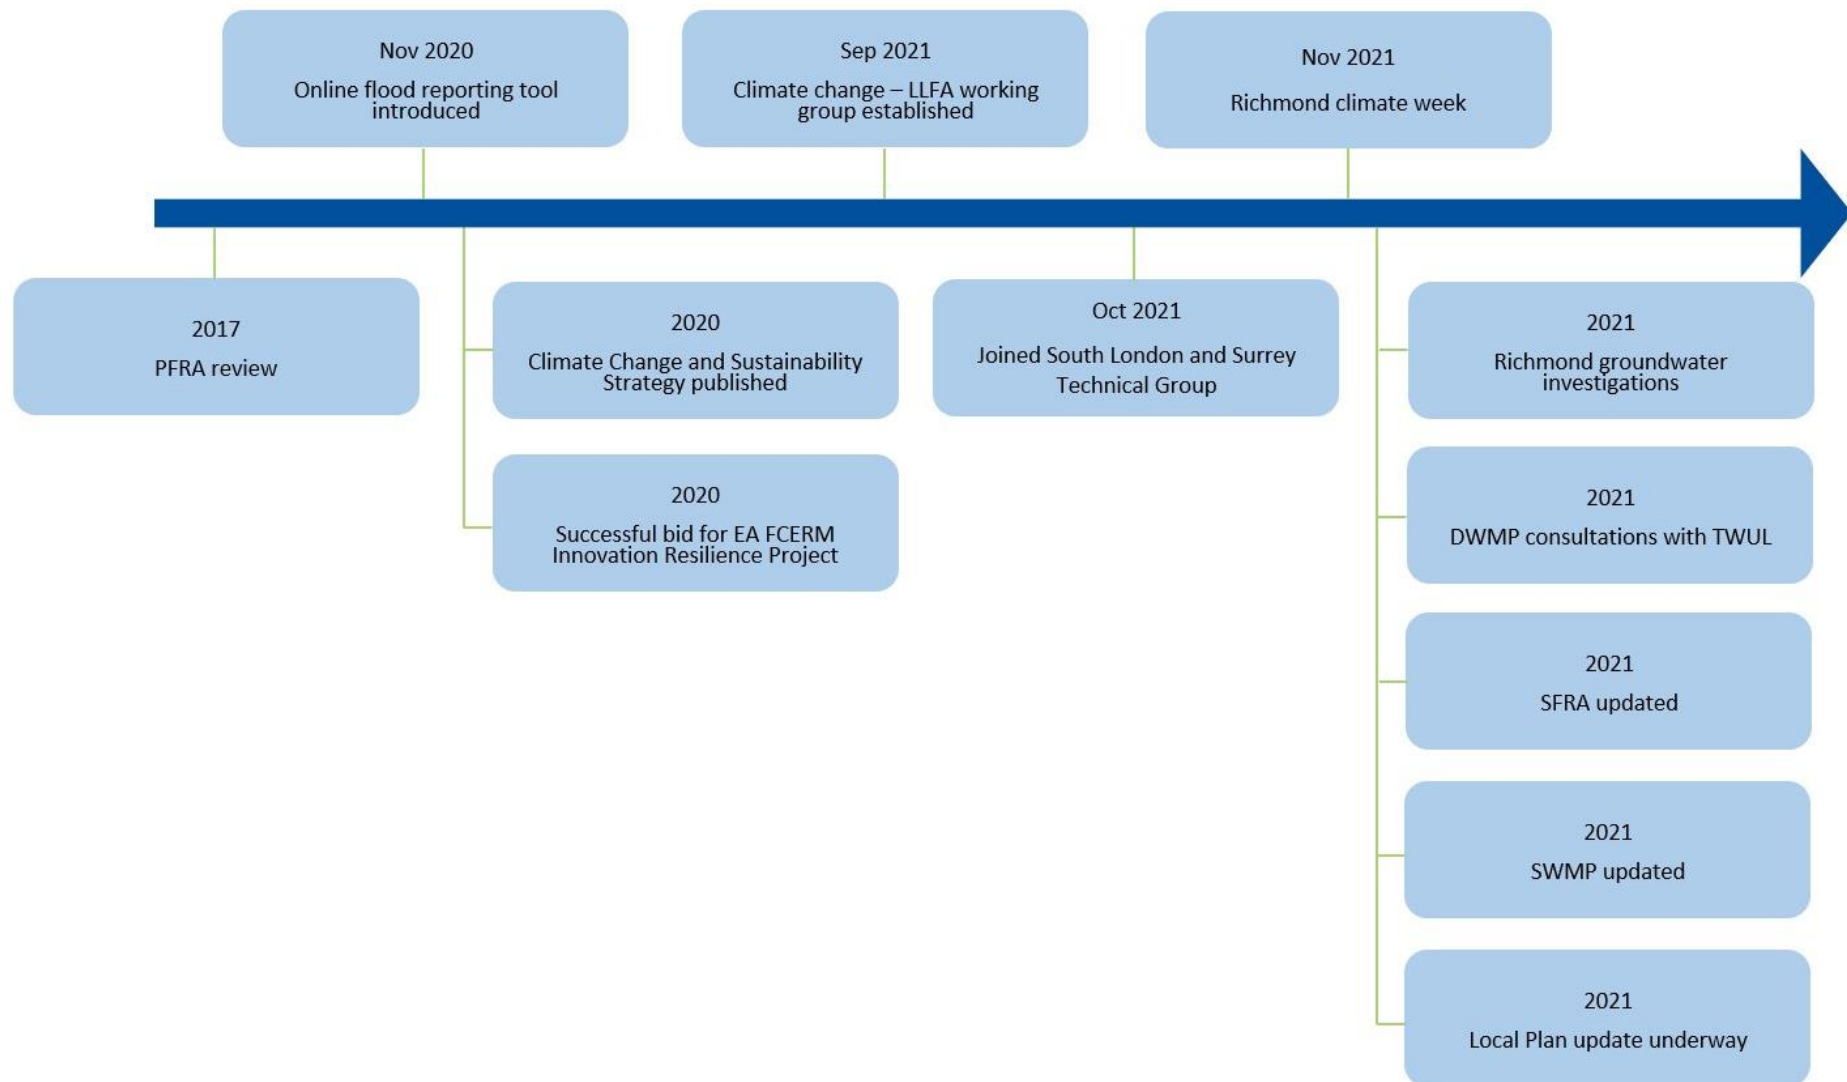 Nov 2020
Online flood reporting tool
introduced
Sep 2021
Climate change – LLFA working
group established
Nov 2021
Richmond climate week
2017
PFRA review
2020
Climate Change and Sustainability
Strategy published
2020
Successful bid for EA FCERM
Innovation Resilience Project
Oct 2021
Joined South London and Surrey
Technical Group
2021
Richmond groundwater
investigations
2021
DWMP consultations with TWUL
2021
SFRA updated
2021
SWMP updated
2021
Local Plan update underway